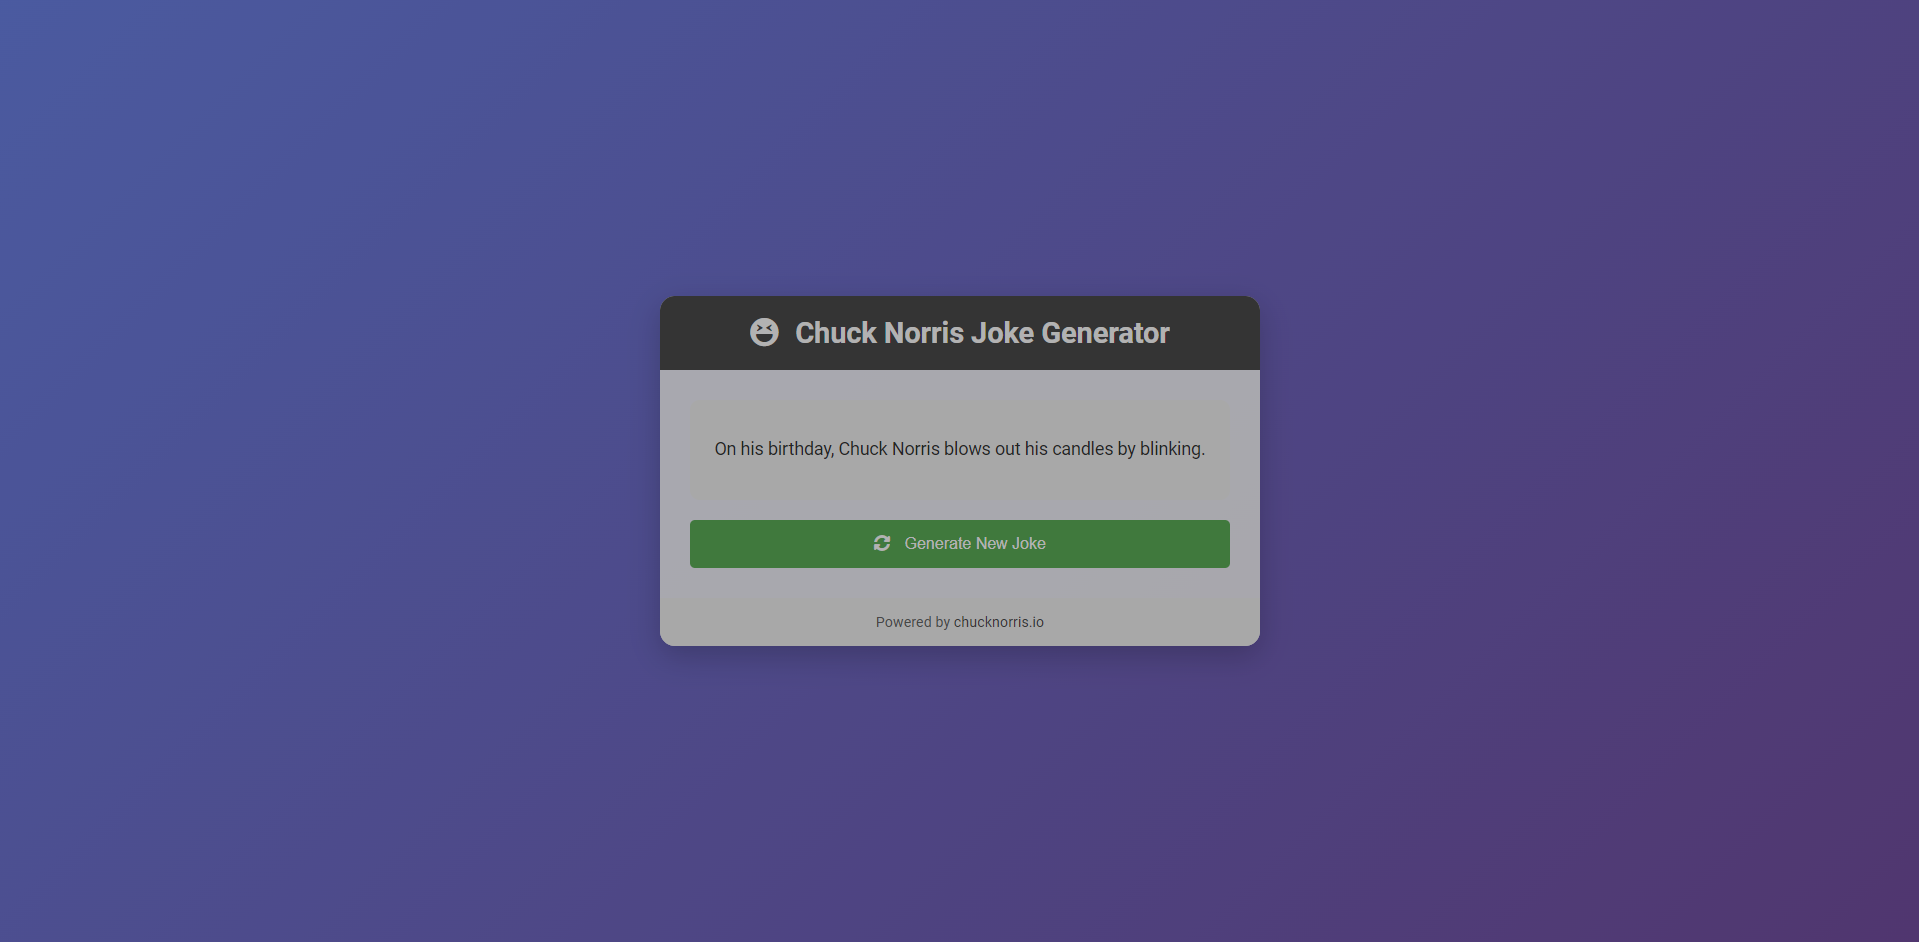 Chuck Norris Joke Generator
On his birthday, Chuck Norris blows out his candles by blinking.
Generate New Joke
Powered by chucknorris.io